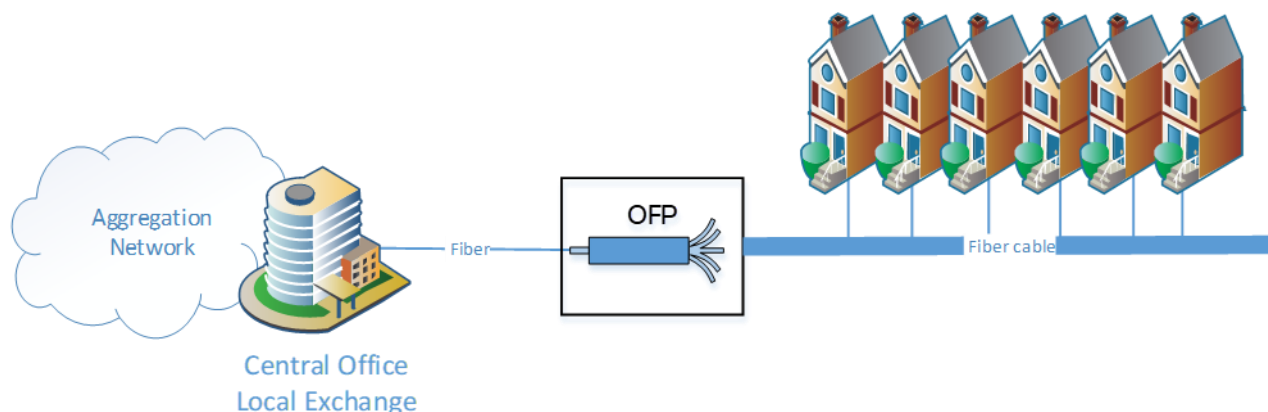 Aggregation
Network
Central Office
Local Exchange
Fiber
OFP
Fiber cable